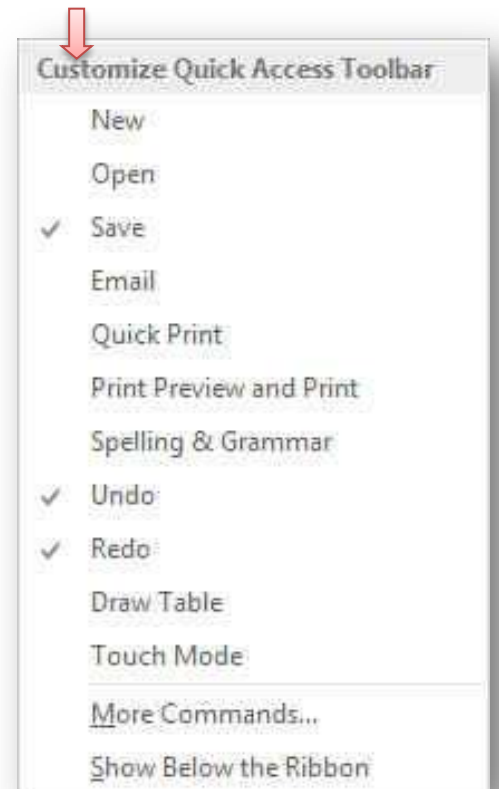 Customize Quick Access Toolbar
New
Open
Save
Email
Quick Print
Print Preview and Print
Spelling & Grammar
Undo
Redo
Draw Table
Touch Mode
More Commands...
Show Below the Ribbon